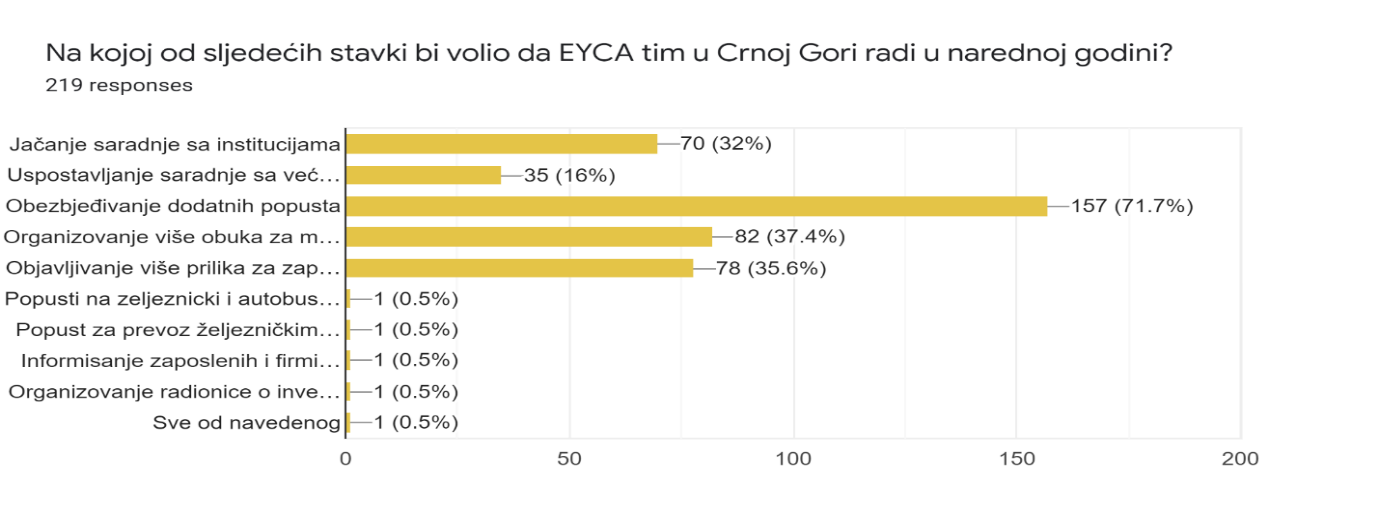 Na kojoj od sljedećih stavki bi volio da EYCA tim u Crnoj Gori radi u narednoj godini?
219 responses
Jačanje saradnje sa institucijama 70 (32%)
Uspostavljanje saradnje sa već… 35 (16%)
Obezbjeđivanje dodatnih popusta 157 (71.7%)
Organizovanje više obuka za m… 82 (37.4%)
Objavljivanje više prilika za zap… 78 (35.6%)
Popusti na zeljeznicki i autobus… 1 (0.5%)
Popust za prevoz željezničkim… 1 (0.5%)
Informisanje zaposlenih i firmi… 1 (0.5%)
Organizovanje radionice o inve… 1 (0.5%)
Sve od navedenog 1 (0.5%)
0 50 100 150 200